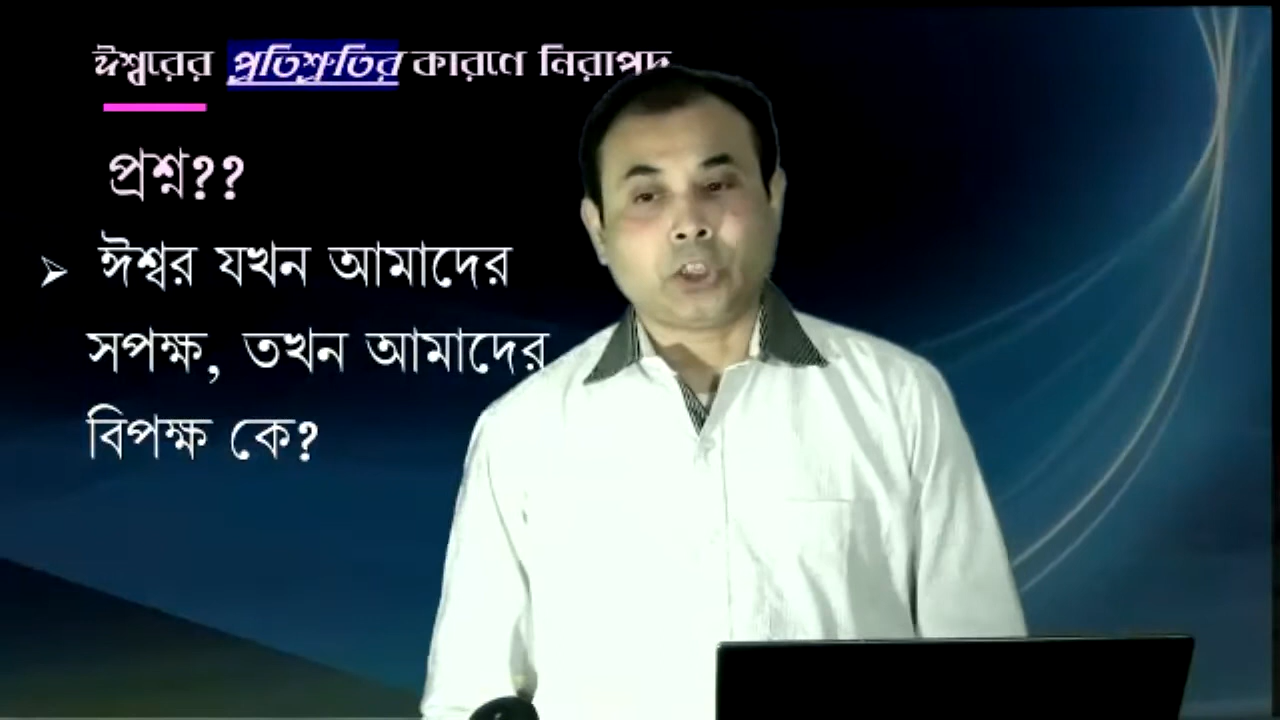 ঈশ্বরের প্রতিশ্রুতির কারণে নিরাপদ
প্রশ্ন??
ঈশ্বর যখন আমাদের
সপক্ষ, তখন আমাদের
বিপক্ষ কে?